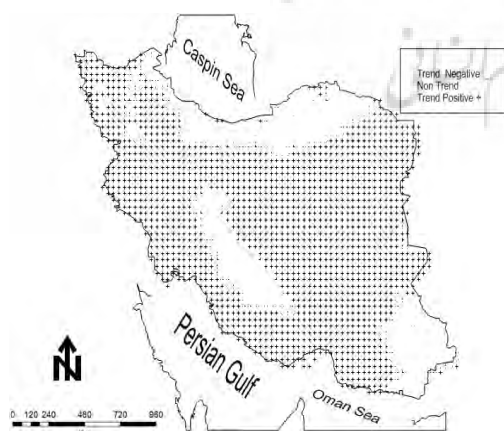 Caspin Sea
Trend Negative
Non Trend
Trend Positive +
Persian Gulf
Oman Sea
N
0 120 240 480 720 960